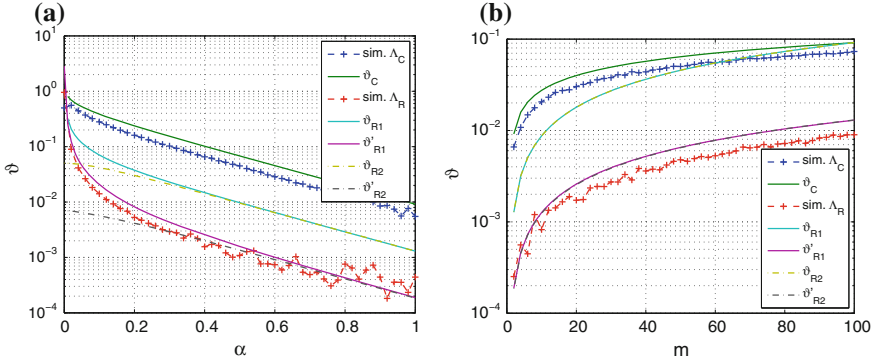 (a)
10^1
10^0
10^-1
10^-2
10^-3
10^-4
ϑ
0
0.2
0.4
0.6
0.8
1
α
sim. Λ_C
ϑ_C
sim. Λ_R
ϑ_R1
ϑ'_R1
ϑ_R2
ϑ'_R2
(b)
10^-1
10^-2
10^-3
10^-4
ϑ
0
20
40
60
80
100
m
sim. Λ_C
ϑ_C
sim. Λ_R
ϑ_R1
ϑ'_R1
ϑ_R2
ϑ'_R2